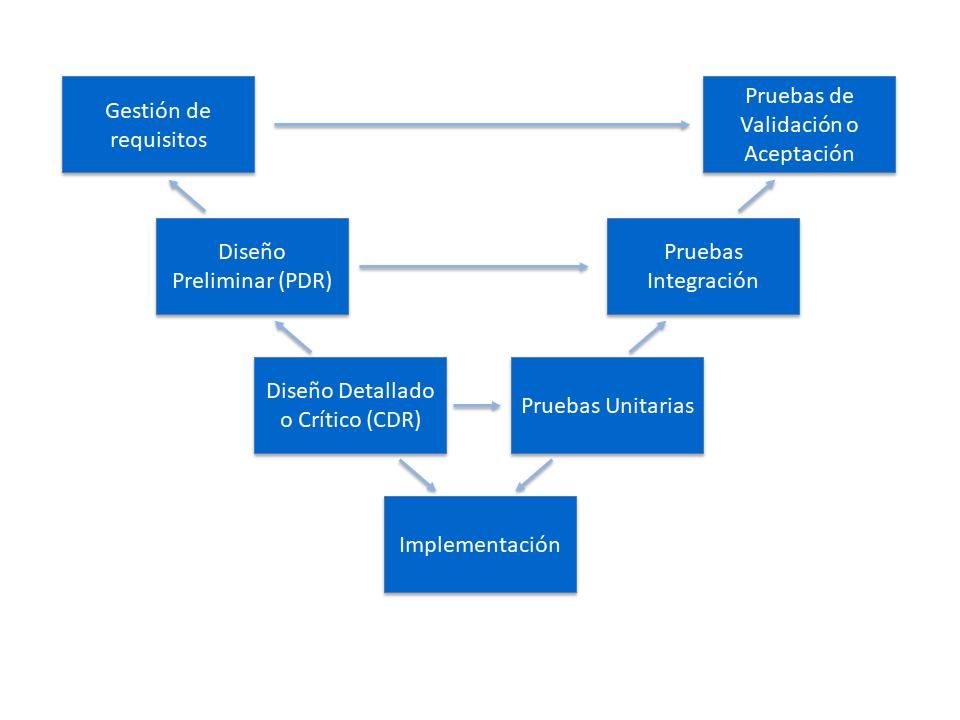 Gestión de
requisitos
Pruebas de
Validación o
Aceptación
Diseño
Preliminar (PDR)
Pruebas
Integración
Diseño Detallado
o Crítico (CDR)
Pruebas Unitarias
Implementación